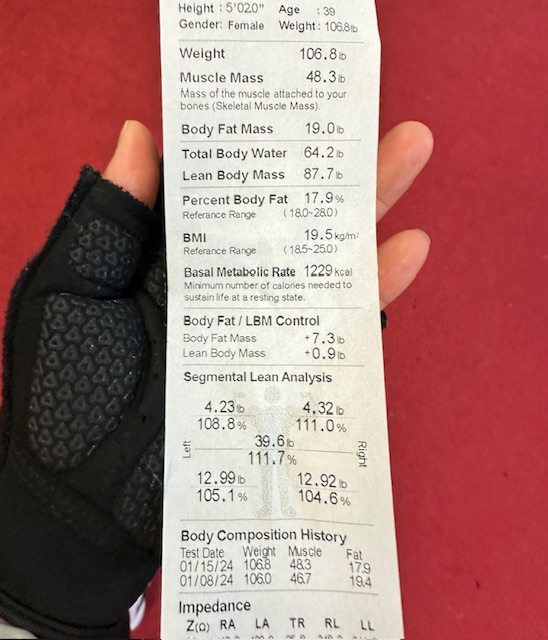 Height : 5'02.0" Age : 39
Gender: Female Weight: 106.8lb
Weight 106.8lb
Muscle Mass 48.3lb
Mass of the muscle attached to your
bones (Skeletal Muscle Mass).
Body Fat Mass 19.0lb
Total Body Water 64.2lb
Lean Body Mass 87.7lb
Percent Body Fat 17.9%
Referance Range (18.0~28.0)
BMI 19.5kg/m²
Referance Range (18.5~25.0)
Basal Metabolic Rate 1229kcal
Minimum number of calories needed to
sustain life at a resting state.
Body Fat / LBM Control
Body Fat Mass +7.3lb
Lean Body Mass +0.9lb
Segmental Lean Analysis
4.23lb 4.32lb
108.8% 111.0%
39.6lb
Left 111.7% Right
12.99lb 12.92lb
105.1% 104.6%
Body Composition History
Test Date Weight Muscle Fat
01/15/24 106.8 48.3 17.9
01/08/24 106.0 46.7 19.4
Impedance
Z(Ω) RA LA TR RL LL